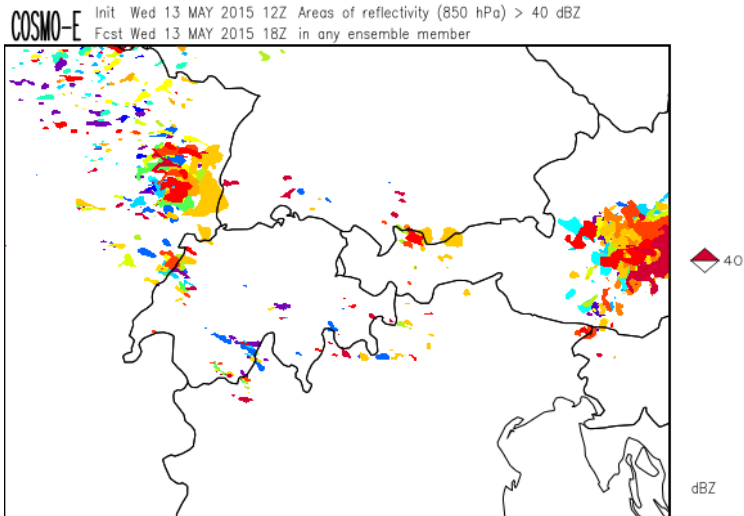 COSMO-E
Init Wed 13 MAY 2015 12Z Areas of reflectivity (850 hPa) > 40 dBZ
Fcst Wed 13 MAY 2015 18Z in any ensemble member
40
dBZ